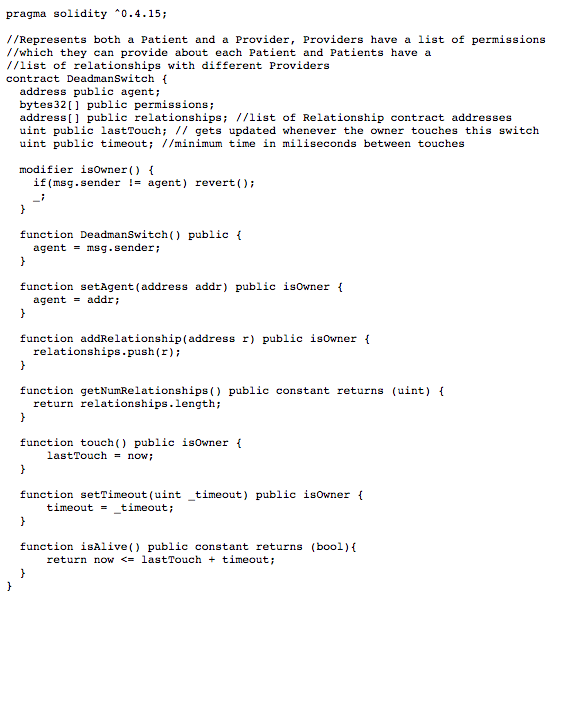 pragma solidity ^0.4.15;

//Represents both a Patient and a Provider, Providers have a list of permissions
//which they can provide about each Patient and Patients have a
//list of relationships with different Providers
contract DeadmanSwitch {
  address public agent;
  bytes32[] public permissions;
  address[] public relationships; //list of Relationship contract addresses
  uint public lastTouch; // gets updated whenever the owner touches this switch
  uint public timeout; //minimum time in miliseconds between touches

  modifier isOwner() {
    if(msg.sender != agent) revert();
    _;
  }

  function DeadmanSwitch() public {
    agent = msg.sender;
  }

  function setAgent(address addr) public isOwner {
    agent = addr;
  }

  function addRelationship(address r) public isOwner {
    relationships.push(r);
  }

  function getNumRelationships() public constant returns (uint) {
    return relationships.length;
  }

  function touch() public isOwner {
      lastTouch = now;
  }

  function setTimeout(uint _timeout) public isOwner {
      timeout = _timeout;
  }

  function isAlive() public constant returns (bool){
      return now <= lastTouch + timeout;
  }
}